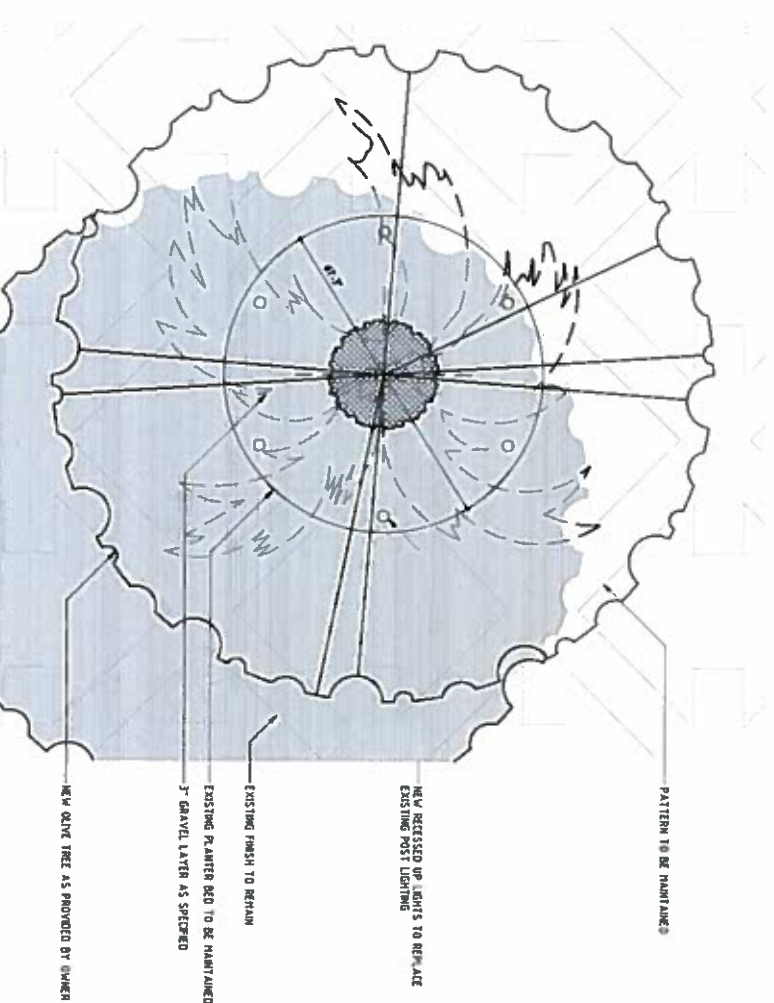 PATTERN TO BE MAINTAINED
NEW RECESSED UP LIGHTS TO REPLACE
EXISTING POST LIGHTING
EXISTING FINISH TO REMAIN
EXISTING PLANTER BED TO BE MAINTAINED
3" GRAVEL LAYER AS SPECIFIED
NEW OLIVE TREE AS PROVIDED BY OWNER